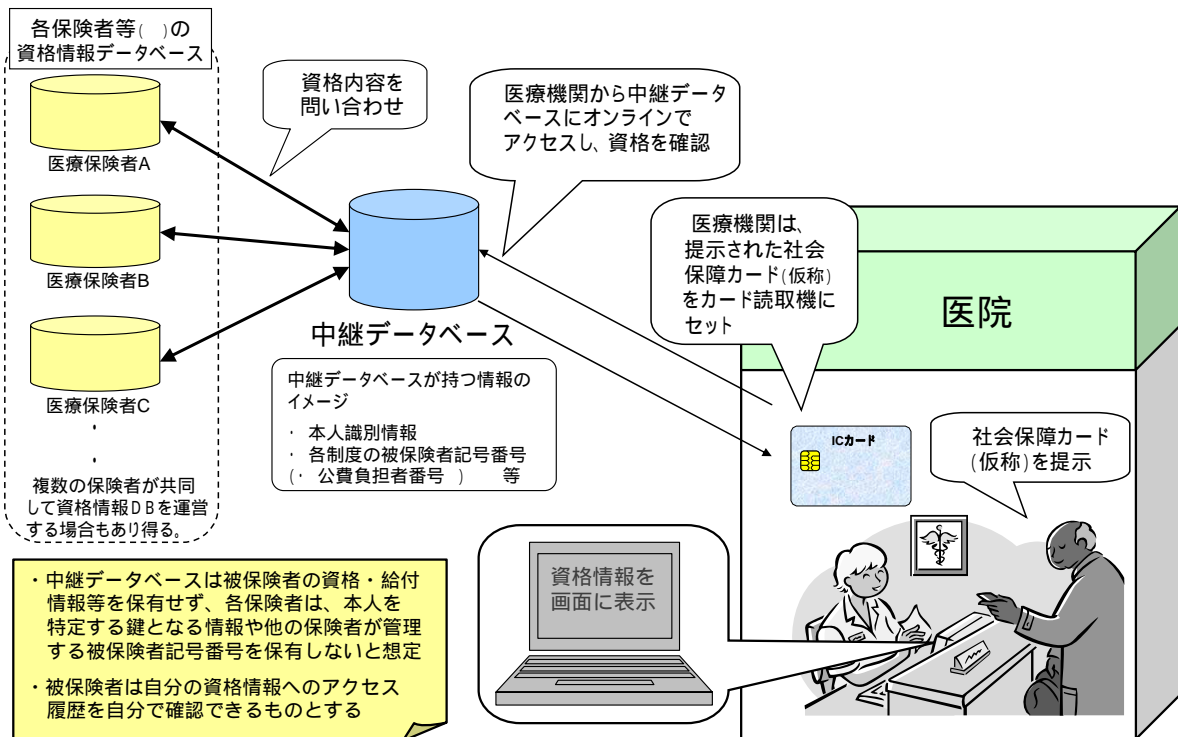 各保険者等(　)の
資格情報データベース
医療保険者A
医療保険者B
医療保険者C
・
・
複数の保険者が共同
して資格情報ＤＢを運営
する場合もあり得る。
資格内容を
問い合わせ
医療機関から中継データ
ベースにオンラインで
アクセスし、資格を確認
中継データベース
中継データベースが持つ情報の
イメージ
・ 本人識別情報
・ 各制度の被保険者記号番号
(・ 公費負担者番号　)　　等
医療機関は、
提示された社会
保障カード(仮称)
をカード読取機に
セット
医院
ICカード
社会保障カード
(仮称)を提示
資格情報を
画面に表示
・中継データベースは被保険者の資格・給付
情報等を保有せず、各保険者は、本人を
特定する鍵となる情報や他の保険者が管理
する被保険者記号番号を保有しないと想定
・被保険者は自分の資格情報へのアクセス
履歴を自分で確認できるものとする